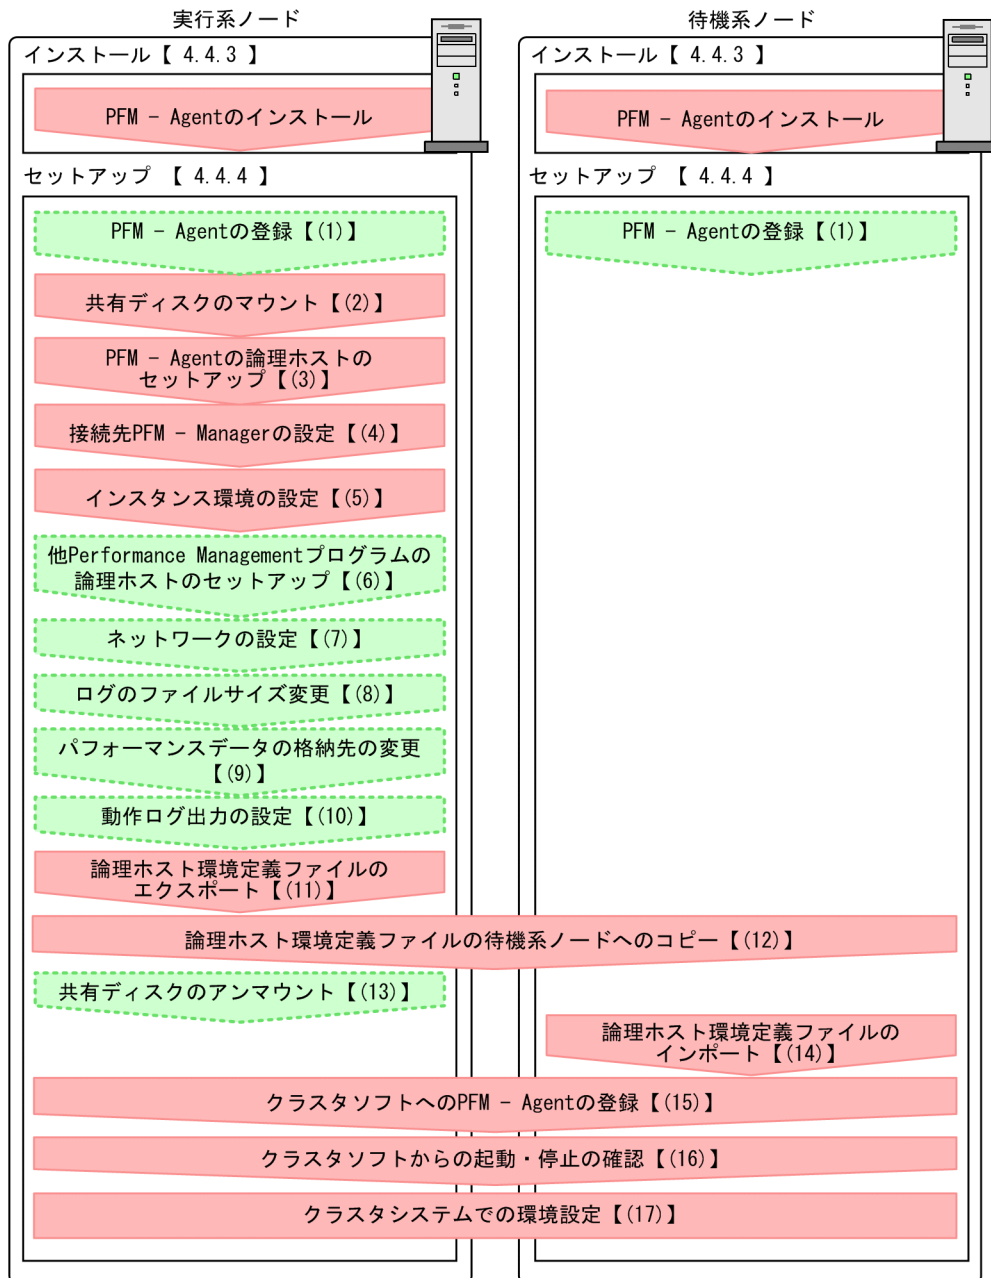 実行系ノード
待機系ノード
インストール【 4.4.3 】
インストール【 4.4.3 】
PFM － Agentのインストール
PFM － Agentのインストール
セットアップ 【 4.4.4 】
セットアップ 【 4.4.4 】
PFM － Agentの登録【(1)】
PFM － Agentの登録【(1)】
共有ディスクのマウント【(2)】
PFM － Agentの論理ホストの
セットアップ【(3)】
接続先PFM － Managerの設定【(4)】
インスタンス環境の設定【(5)】
他Performance Managementプログラムの
論理ホストのセットアップ【(6)】
ネットワークの設定【(7)】
ログのファイルサイズ変更【(8)】
パフォーマンスデータの格納先の変更
【(9)】
動作ログ出力の設定【(10)】
論理ホスト環境定義ファイルの
エクスポート【(11)】
論理ホスト環境定義ファイルの待機系ノードへのコピー【(12)】
共有ディスクのアンマウント【(13)】
論理ホスト環境定義ファイルの
インポート【(14)】
クラスタソフトへのPFM － Agentの登録【(15)】
クラスタソフトからの起動・停止の確認【(16)】
クラスタシステムでの環境設定【(17)】